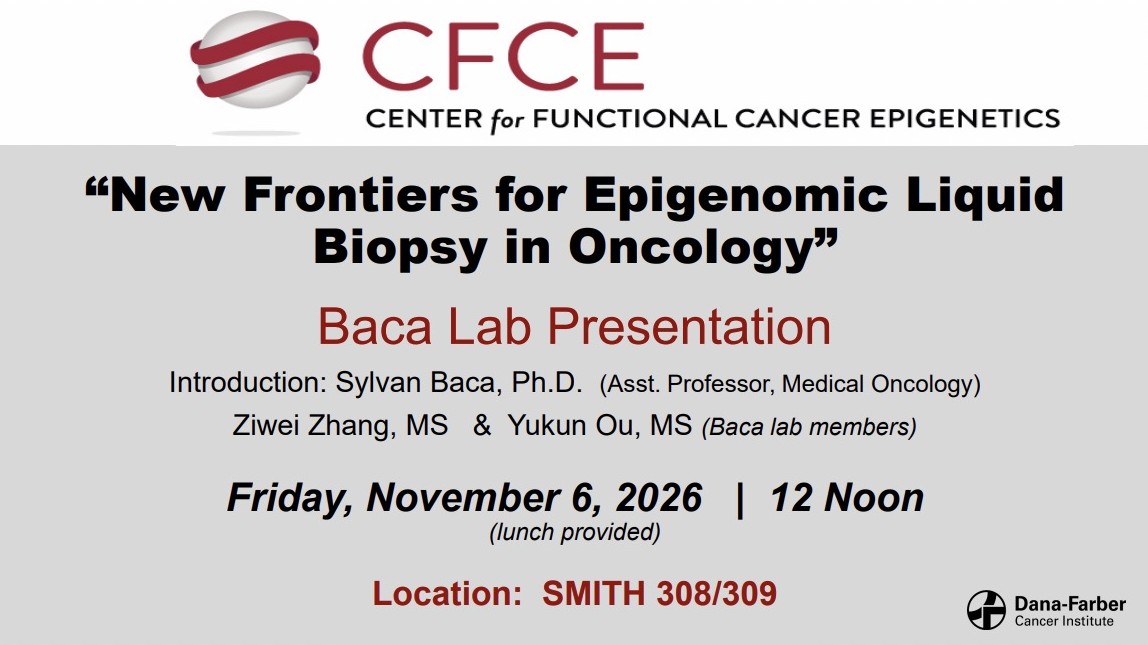 CFCE
CENTER for FUNCTIONAL CANCER EPIGENETICS
“New Frontiers for Epigenomic Liquid
Biopsy in Oncology”
Baca Lab Presentation
Introduction: Sylvan Baca, Ph.D. (Asst. Professor, Medical Oncology)
Ziwei Zhang, MS & Yukun Ou, MS (Baca lab members)
Friday, November 6, 2026 | 12 Noon
(lunch provided)
Location: SMITH 308/309
Dana-Farber
Cancer Institute